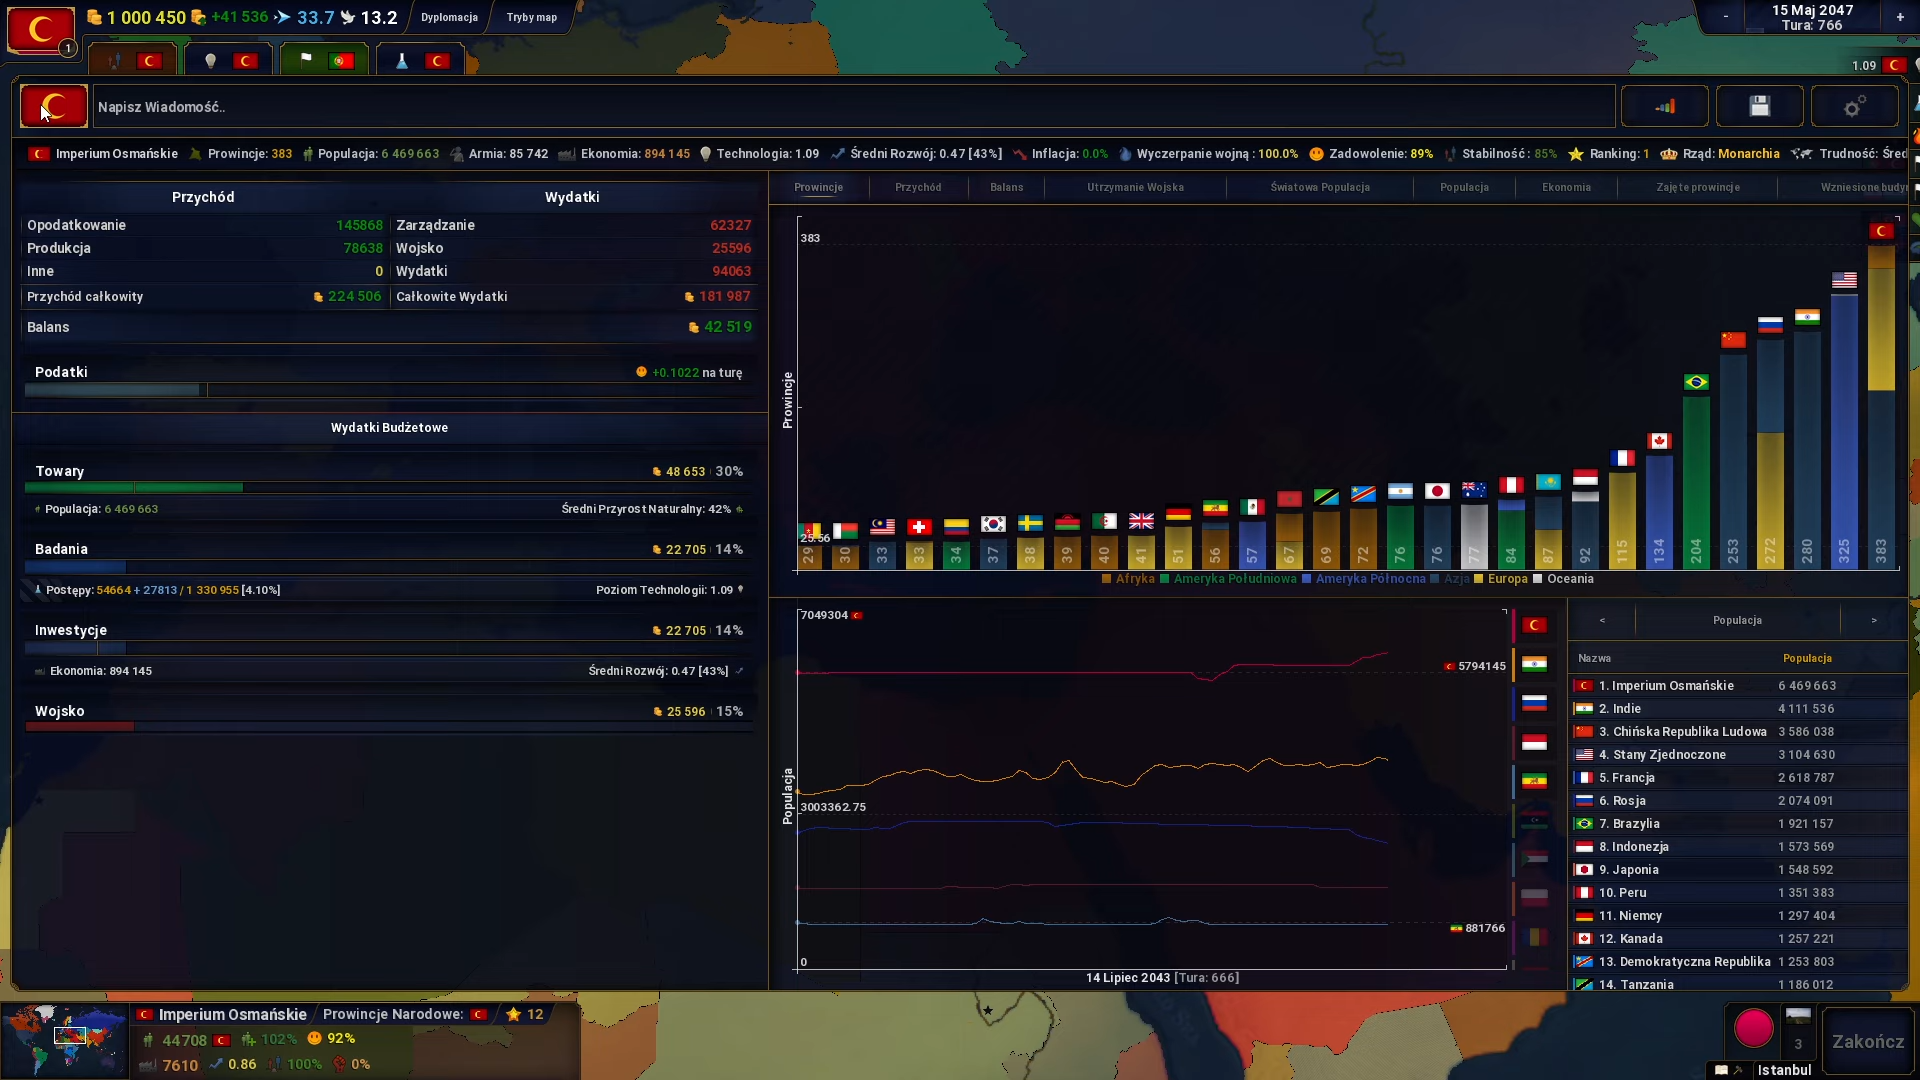 1 000 450 +41 536 33.7 13.2 Dyplomacja Tryby map
15 Maj 2047
Tura: 766
- +
1
1.09
Napisz Wiadomość..
Imperium Osmańskie Prowincje: 383 Populacja: 6 469 663 Armia: 85 742 Ekonomia: 894 145 Technologia: 1.09 Średni Rozwój: 0.47 [43%] Inflacja: 0.0% Wyczerpanie wojną : 100.0% Zadowolenie: 89% Stabilność : 85% Ranking: 1 Rząd: Monarchia Trudność: Śred
Przychód Wydatki
Opodatkowanie 145868 Zarządzanie 62327
Produkcja 78638 Wojsko 25596
Inne 0 Wydatki 94063
Przychód całkowity 224 506 Całkowite Wydatki 181 987
Balans 42 519
Podatki +0.1022 na turę
Wydatki Budżetowe
Towary 48 653 30%
Populacja: 6 469 663 Średni Przyrost Naturalny: 42%
Badania 22 705 14%
Postępy: 54664 + 27813 / 1 330 955 [4.10%] Poziom Technologii: 1.09
Inwestycje 22 705 14%
Ekonomia: 894 145 Średni Rozwój: 0.47 [43%]
Wojsko 25 596 15%
Prowincje Przychód Balans Utrzymanie Wojska Światowa Populacja Populacja Ekonomia Zajęte prowincje Wzniesione budyn
383
Prowincje
25.56
29 30 33 33 34 37 38 39 40 41 51 56 57 67 69 72 76 76 77 84 87 92 115 134 204 253 272 280 325 383
Afryka Ameryka Południowa Ameryka Północna Azja Europa Oceania
7049304
5794145
Populacja
3003362.75
881766
0
14 Lipiec 2043 [Tura: 666]
< Populacja >
Nazwa Populacja
1. Imperium Osmańskie 6 469 663
2. Indie 4 111 536
3. Chińska Republika Ludowa 3 586 038
4. Stany Zjednoczone 3 104 630
5. Francja 2 618 787
6. Rosja 2 074 091
7. Brazylia 1 921 157
8. Indonezja 1 573 569
9. Japonia 1 548 592
10. Peru 1 351 383
11. Niemcy 1 297 404
12. Kanada 1 257 221
13. Demokratyczna Republika 1 253 803
14. Tanzania 1 186 012
Imperium Osmańskie Prowincje Narodowe: 12
44708 102% 92%
7610 0.86 100% 0%
3
Zakończ
Istanbul